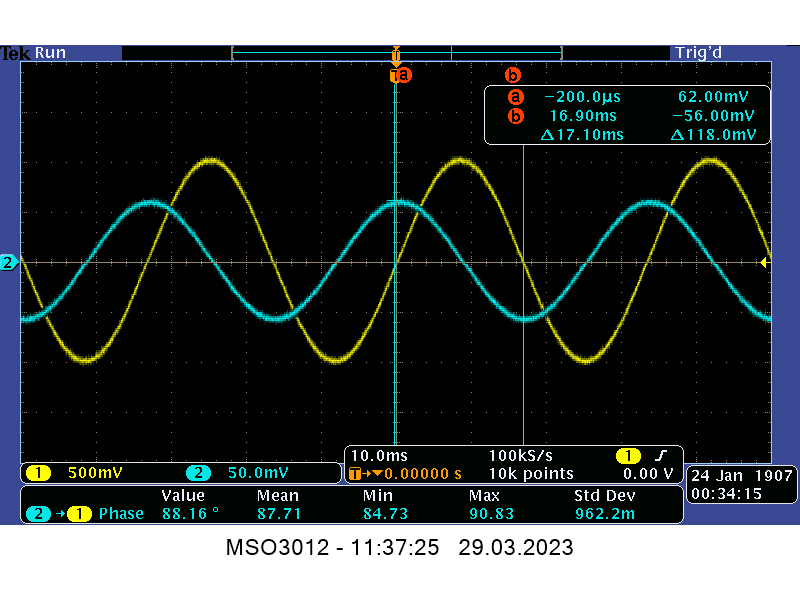 Tek Run Trig'd
T
T a b
a −200.0µs 62.00mV
b 16.90ms −56.00mV
Δ17.10ms Δ118.0mV
2
10.0ms 100kS/s 1
T→▼0.00000 s 10k points 0.00 V
1 500mV 2 50.0mV
24 Jan 1907
00:34:15
Value Mean Min Max Std Dev
2 → 1 Phase 88.16 ° 87.71 84.73 90.83 962.2m
MSO3012 - 11:37:25 29.03.2023